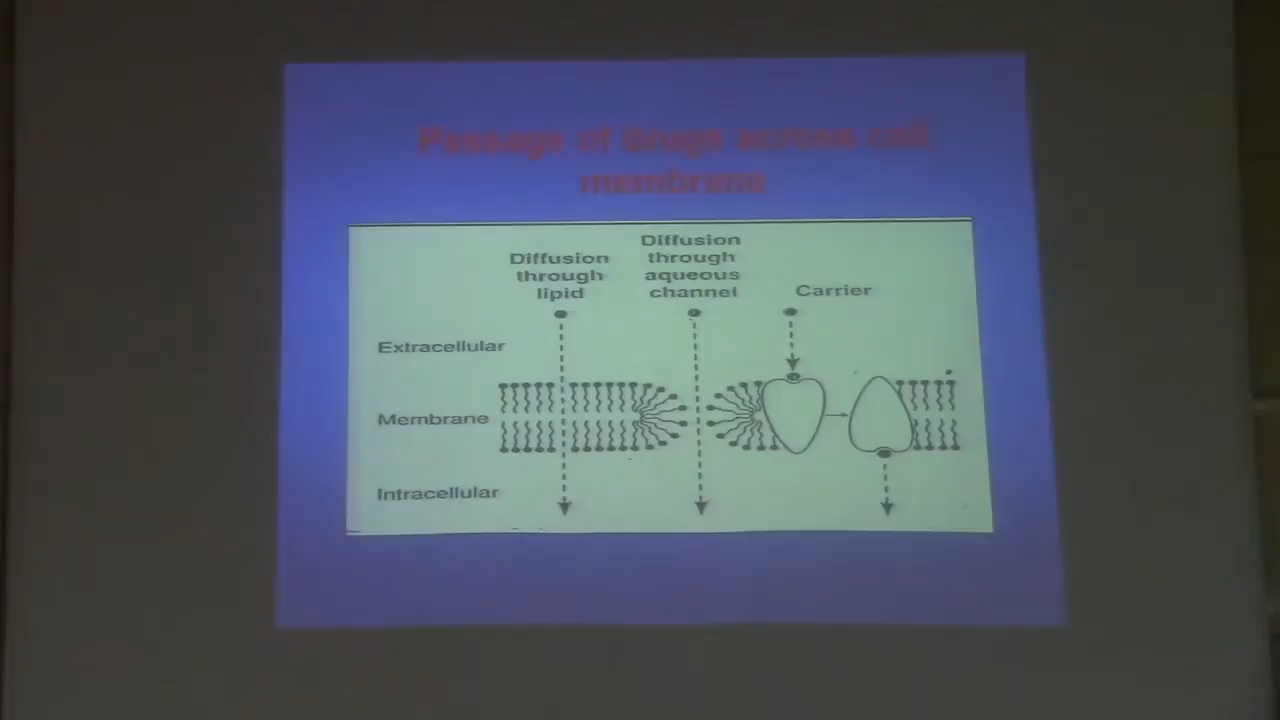 Passage of drugs across cell
membrane
Diffusion
through
lipid
Diffusion
through
aqueous
channel
Carrier
Extracellular
Membrane
Intracellular